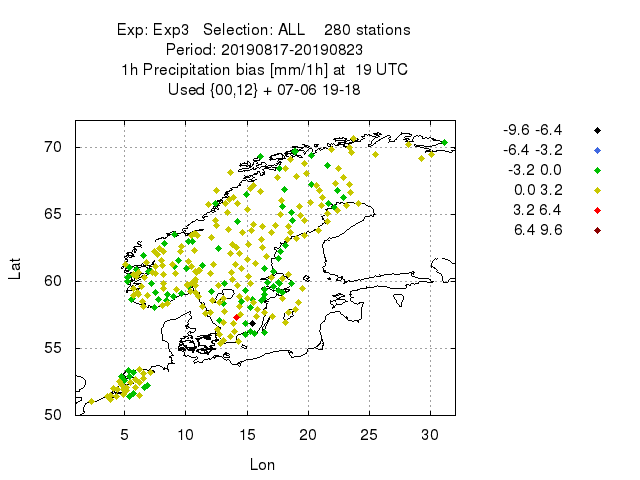 Exp: Exp3 Selection: ALL 280 stations
Period: 20190817-20190823
1h Precipitation bias [mm/1h] at 19 UTC
Used {00,12} + 07-06 19-18
-9.6 -6.4
-6.4 -3.2
-3.2 0.0
0.0 3.2
3.2 6.4
6.4 9.6
70
65
60
55
50
Lat
5 10 15 20 25 30
Lon